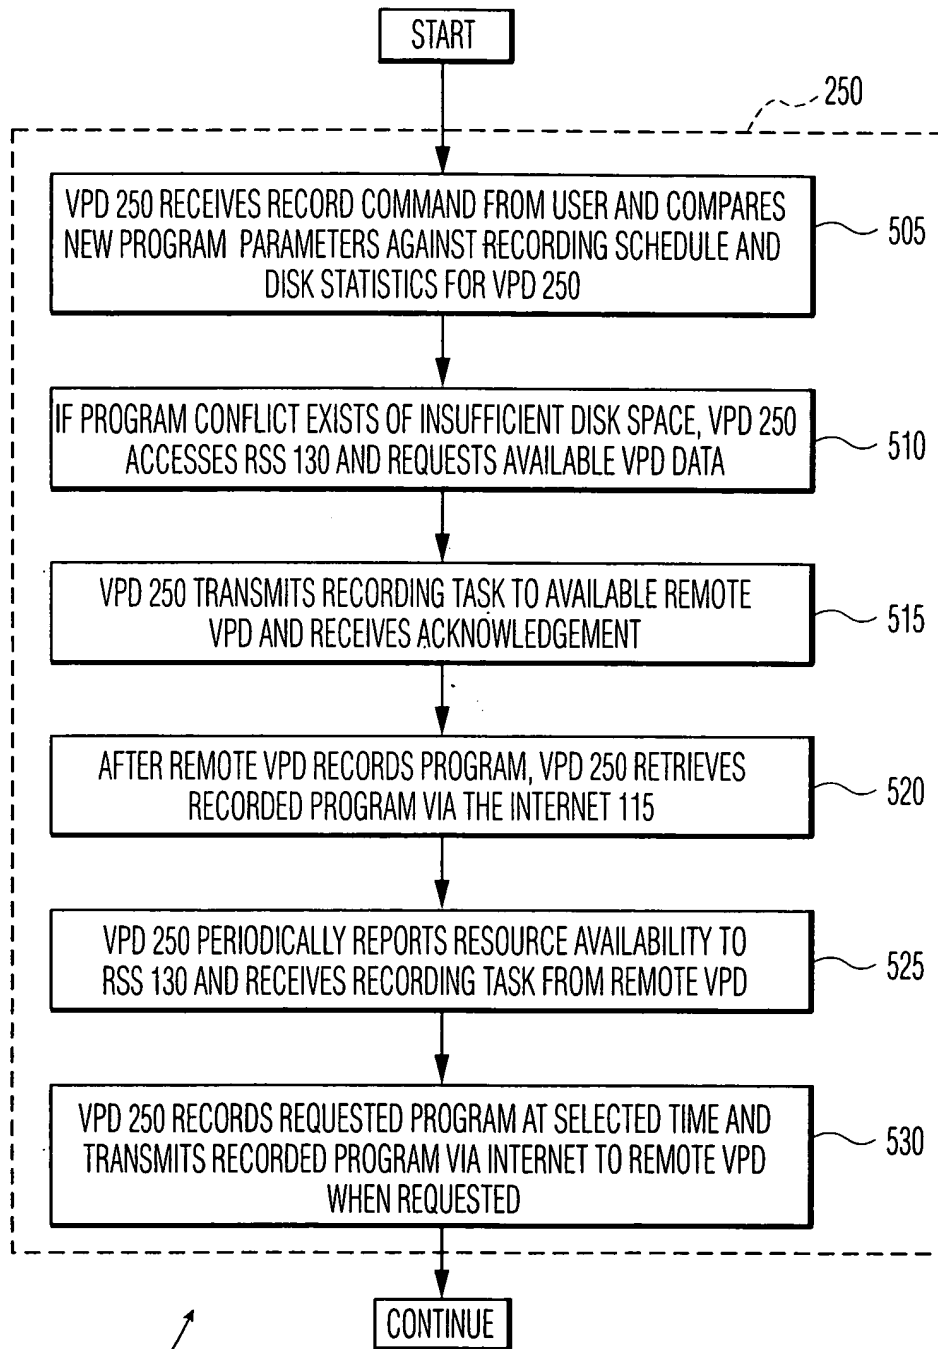 START
250
VPD 250 RECEIVES RECORD COMMAND FROM USER AND COMPARES
NEW PROGRAM PARAMETERS AGAINST RECORDING SCHEDULE AND
DISK STATISTICS FOR VPD 250
505
IF PROGRAM CONFLICT EXISTS OF INSUFFICIENT DISK SPACE, VPD 250
ACCESSES RSS 130 AND REQUESTS AVAILABLE VPD DATA
510
VPD 250 TRANSMITS RECORDING TASK TO AVAILABLE REMOTE
VPD AND RECEIVES ACKNOWLEDGEMENT
515
AFTER REMOTE VPD RECORDS PROGRAM, VPD 250 RETRIEVES
RECORDED PROGRAM VIA THE INTERNET 115
520
VPD 250 PERIODICALLY REPORTS RESOURCE AVAILABILITY TO
RSS 130 AND RECEIVES RECORDING TASK FROM REMOTE VPD
525
VPD 250 RECORDS REQUESTED PROGRAM AT SELECTED TIME AND
TRANSMITS RECORDED PROGRAM VIA INTERNET TO REMOTE VPD
WHEN REQUESTED
530
CONTINUE